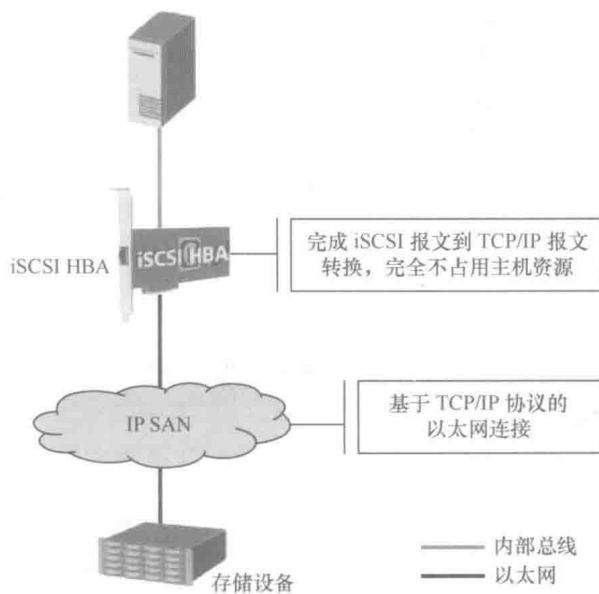 iSCSI HBA
iSCSI HBA
完成 iSCSI 报文到 TCP/IP 报文
转换，完全不占用主机资源
IP SAN
基于 TCP/IP 协议的
以太网连接
存储设备
内部总线
以太网